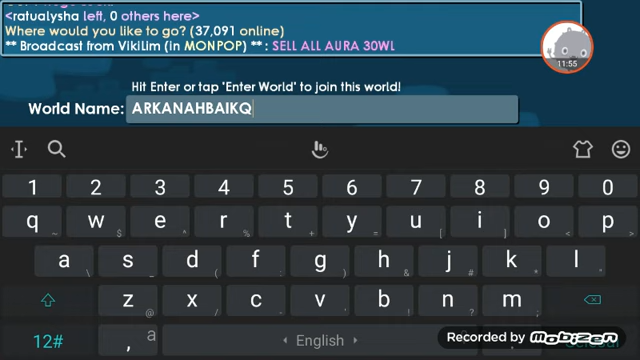 <ratualysha left, 0 others here>
Where would you like to go? (37,091 online)
** Broadcast from VikiLim (in MONPOP) ** : SELL ALL AURA 30WL
11:55
Hit Enter or tap 'Enter World' to join this world!
World Name: ARKANAHBAIKQ
1 2 3 4 5 6 7 8 9 0
q w e r t y u i o p
~ $ & % * - [ ] < >
a s d f g h j k l
\ _ ( : ) & # * "
z x c v b n m
@ / - ' ! ; ?
12# , a English
Recorded by Mobizen